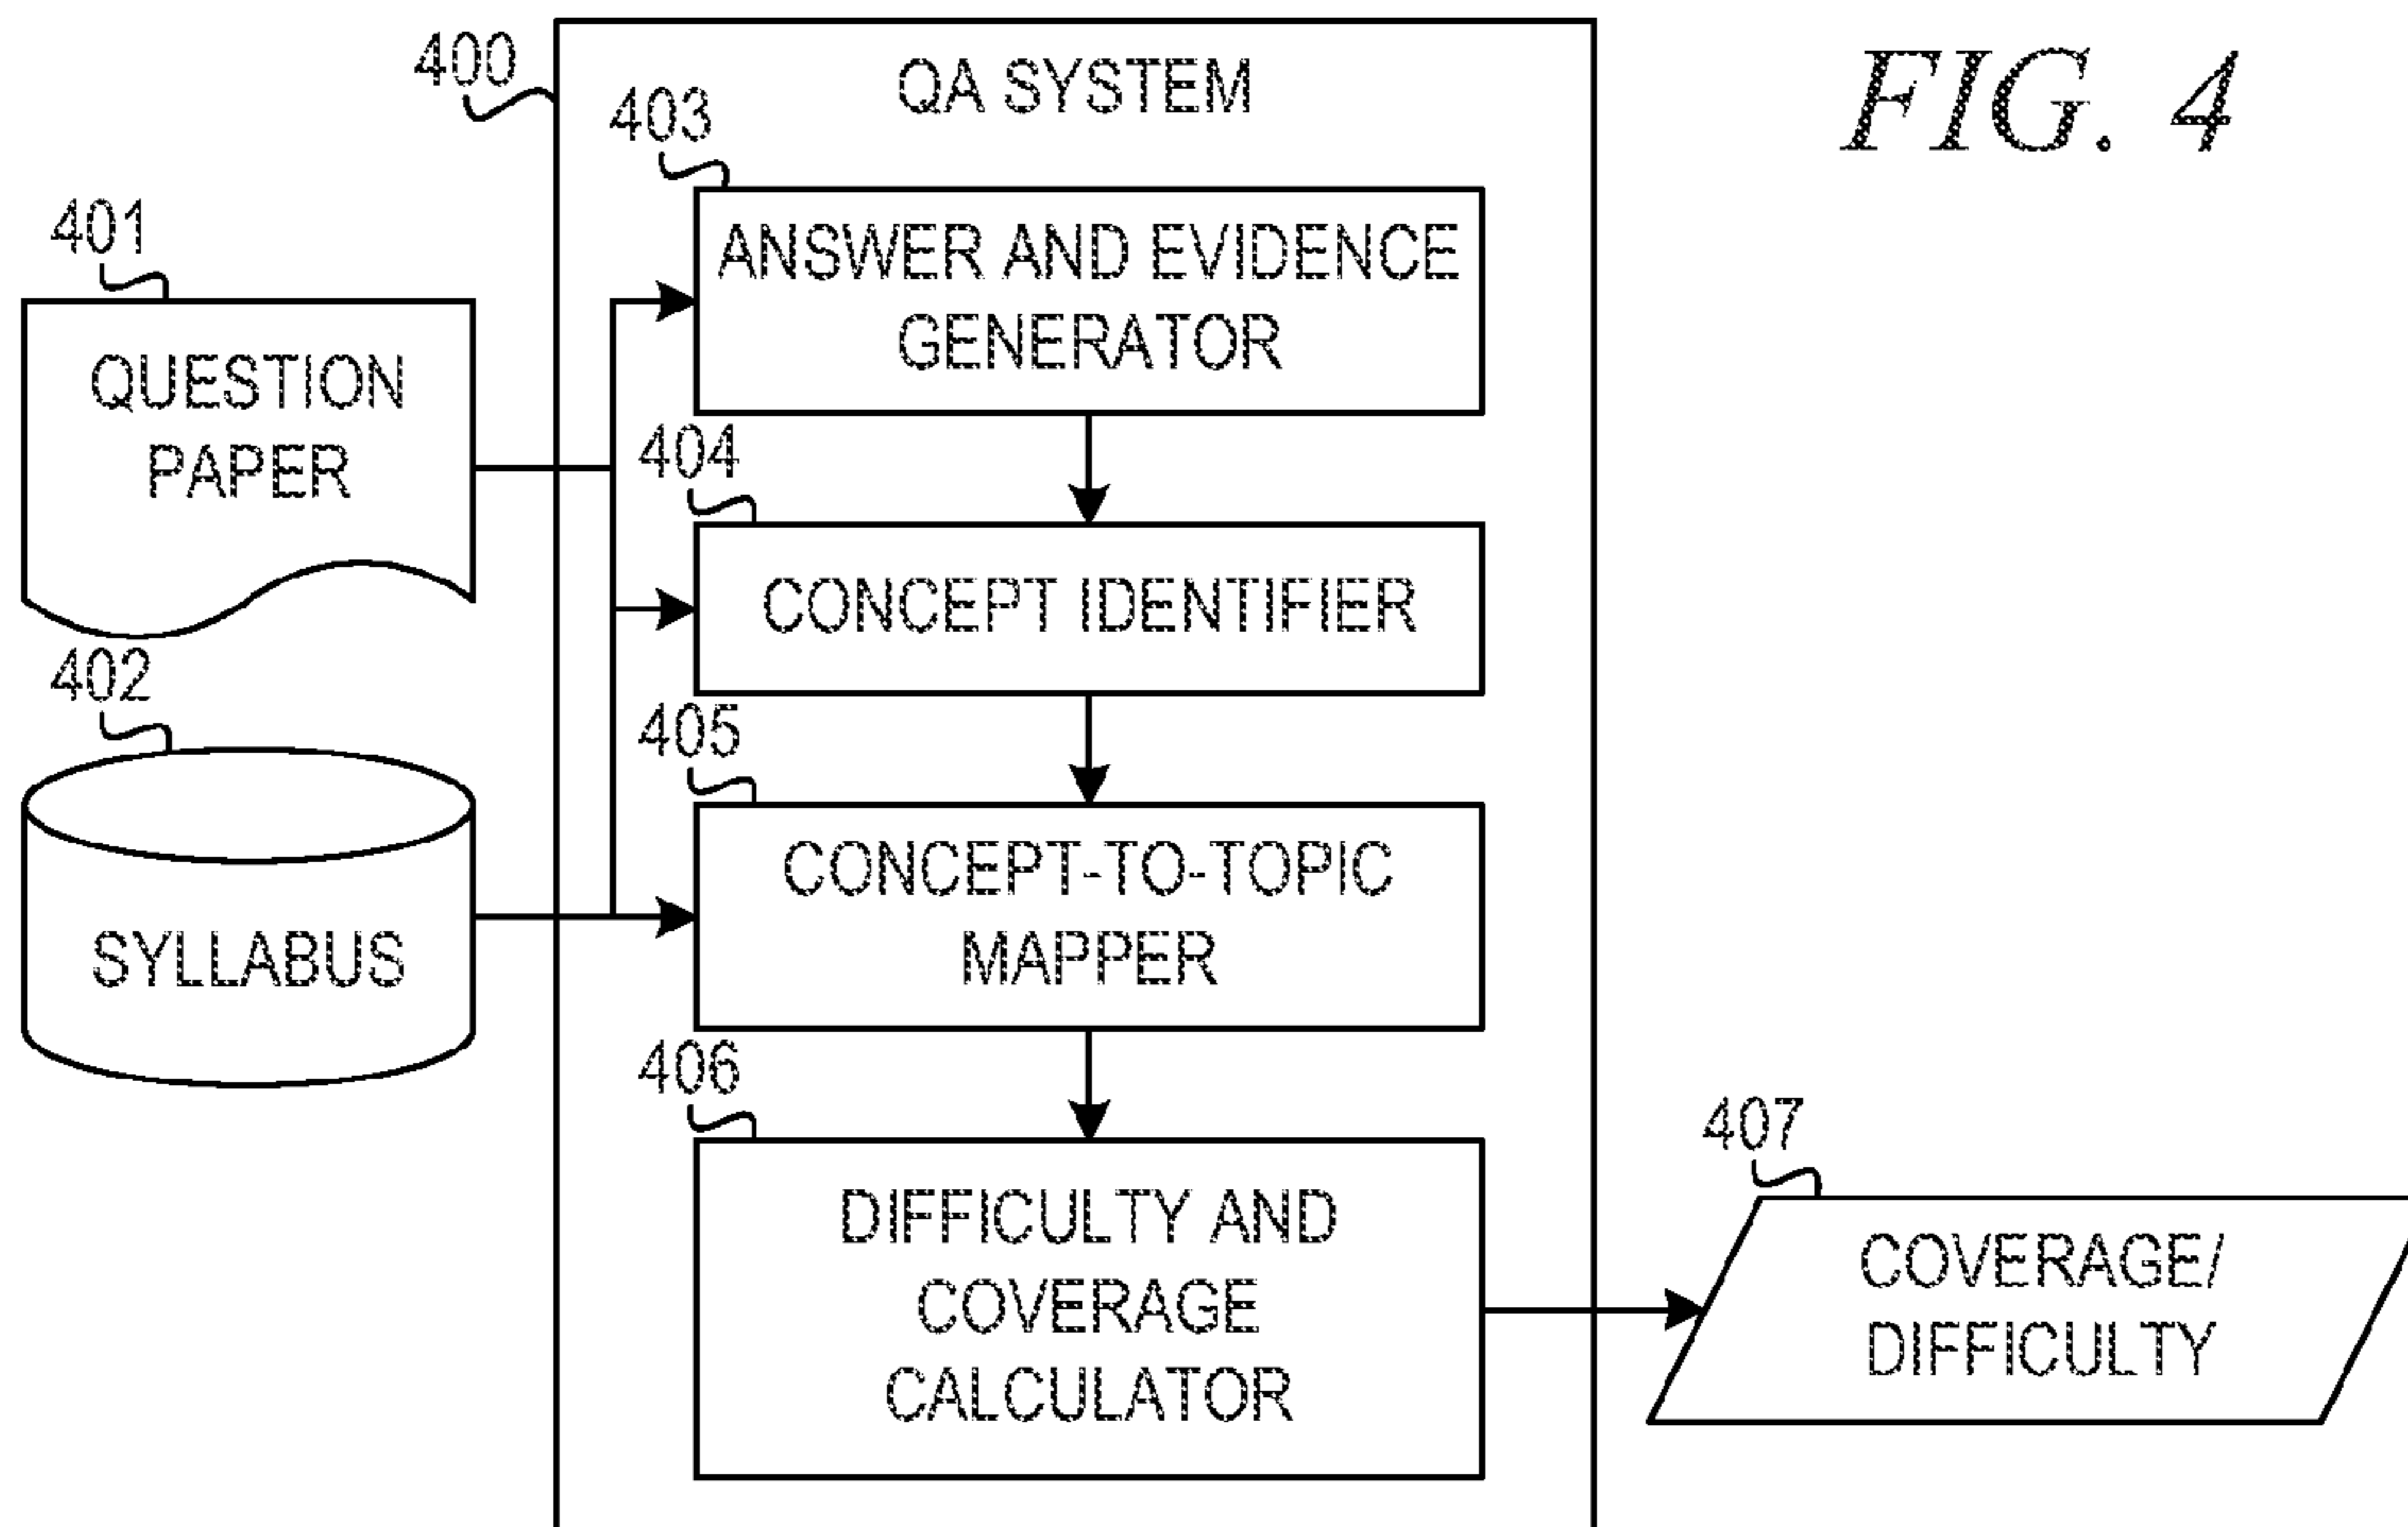 400
QA SYSTEM
FIG. 4
403
ANSWER AND EVIDENCE
GENERATOR
401
QUESTION
PAPER
404
CONCEPT IDENTIFIER
402
SYLLABUS
405
CONCEPT-TO-TOPIC
MAPPER
406
DIFFICULTY AND
COVERAGE
CALCULATOR
407
COVERAGE/
DIFFICULTY